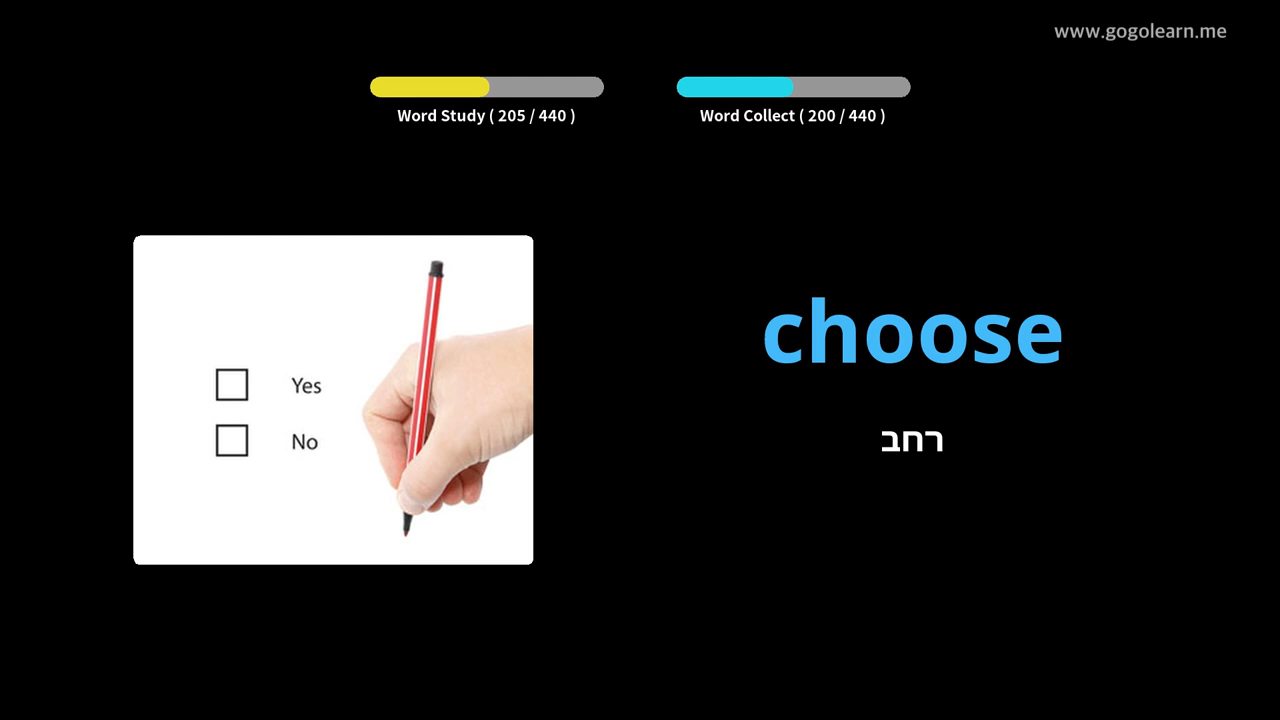 www.gogolearn.me
Word Study ( 205 / 440 )
Word Collect ( 200 / 440 )
Yes
No
choose
רחב